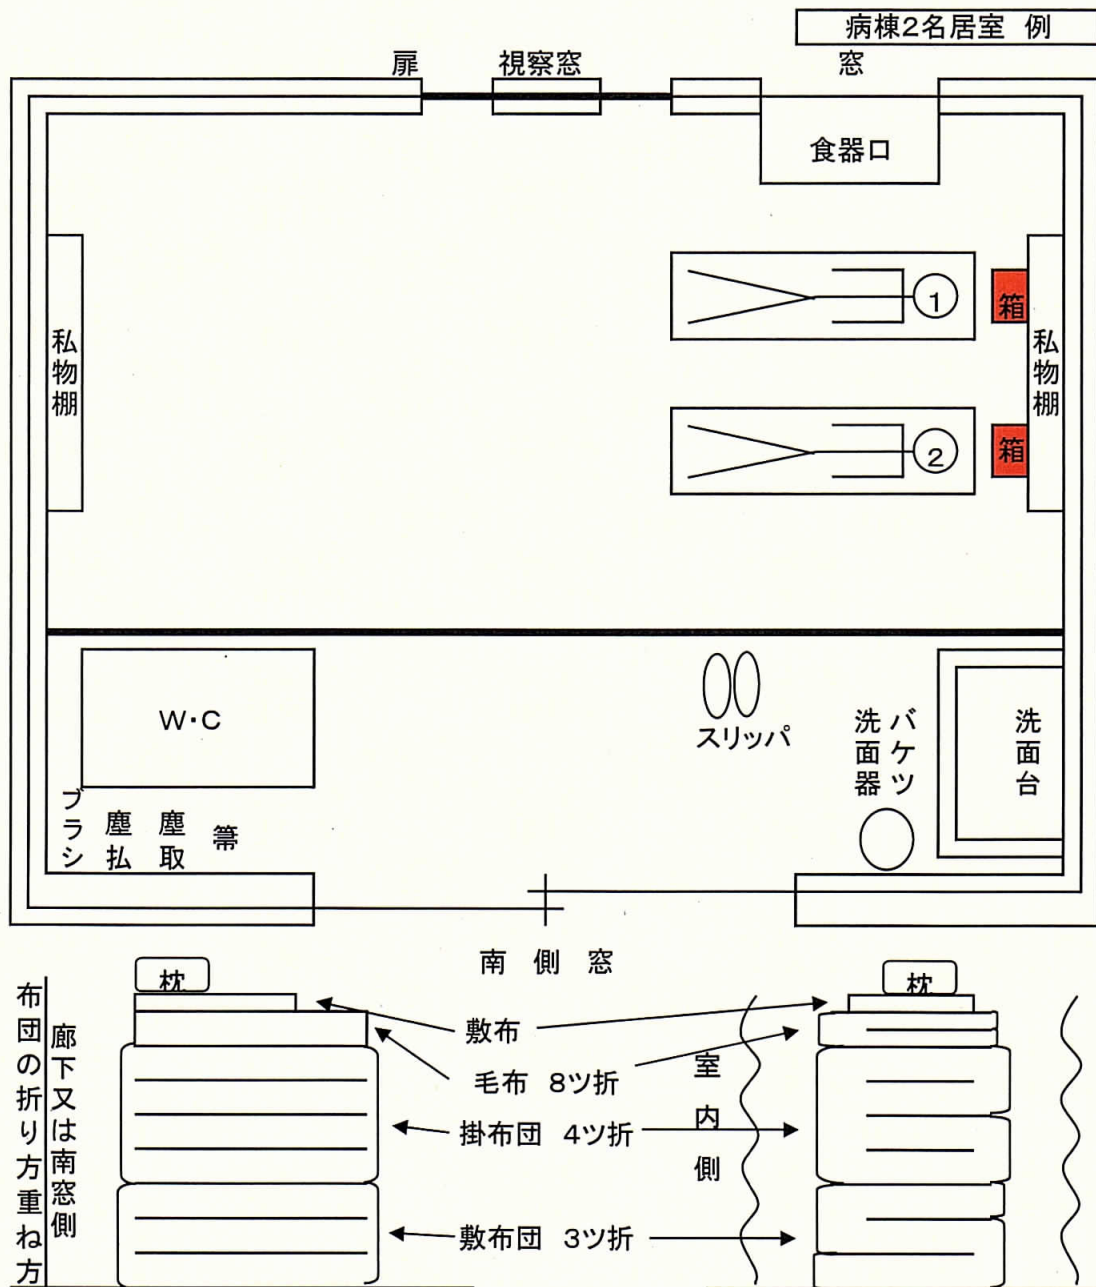 病棟2名居室 例
扉
視察窓
窓
食器口
私物棚
1
箱
私物棚
2
箱
W・C
スリッパ
バケツ
洗面器
洗面台
ブラシ
塵払
塵取
箒
南側窓
布団の折り方重ね方
廊下又は南窓側
枕
枕
敷布
毛布 8ツ折
掛布団 4ツ折
敷布団 3ツ折
室内側